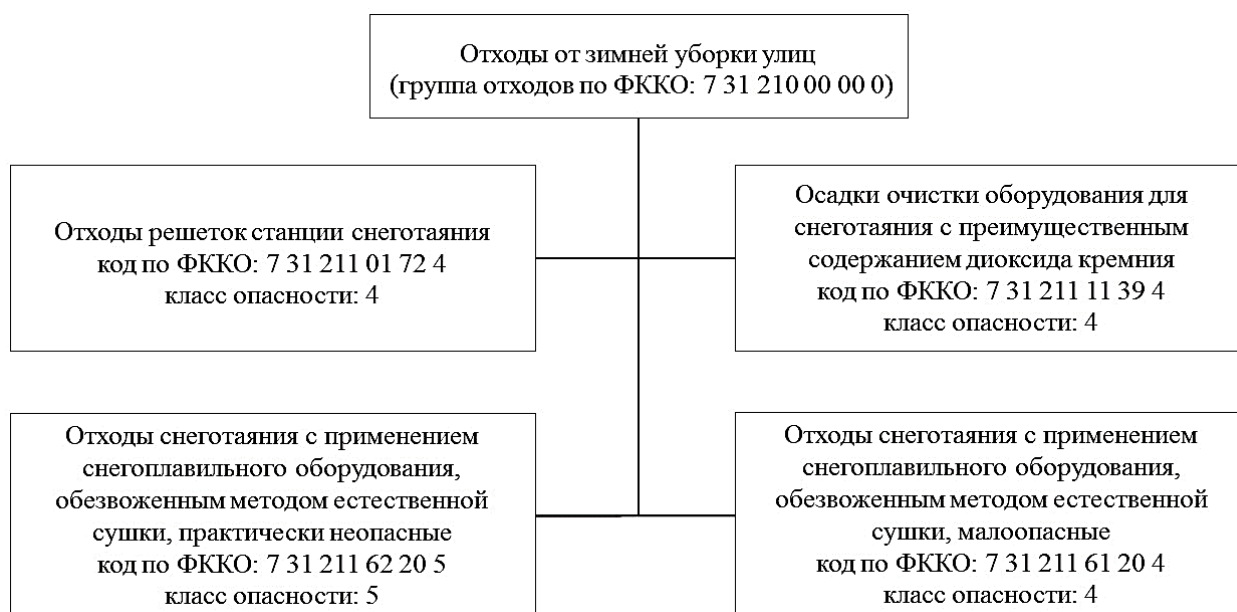 Отходы от зимней уборки улиц
(группа отходов по ФККО: 7 31 210 00 00 0)
Отходы решеток станции снеготаяния
код по ФККО: 7 31 211 01 72 4
класс опасности: 4
Осадки очистки оборудования для
снеготаяния с преимущественным
содержанием диоксида кремния
код по ФККО: 7 31 211 11 39 4
класс опасности: 4
Отходы снеготаяния с применением
снегоплавильного оборудования,
обезвоженным методом естественной
сушки, практически неопасные
код по ФККО: 7 31 211 62 20 5
класс опасности: 5
Отходы снеготаяния с применением
снегоплавильного оборудования,
обезвоженным методом естественной
сушки, малоопасные
код по ФККО: 7 31 211 61 20 4
класс опасности: 4